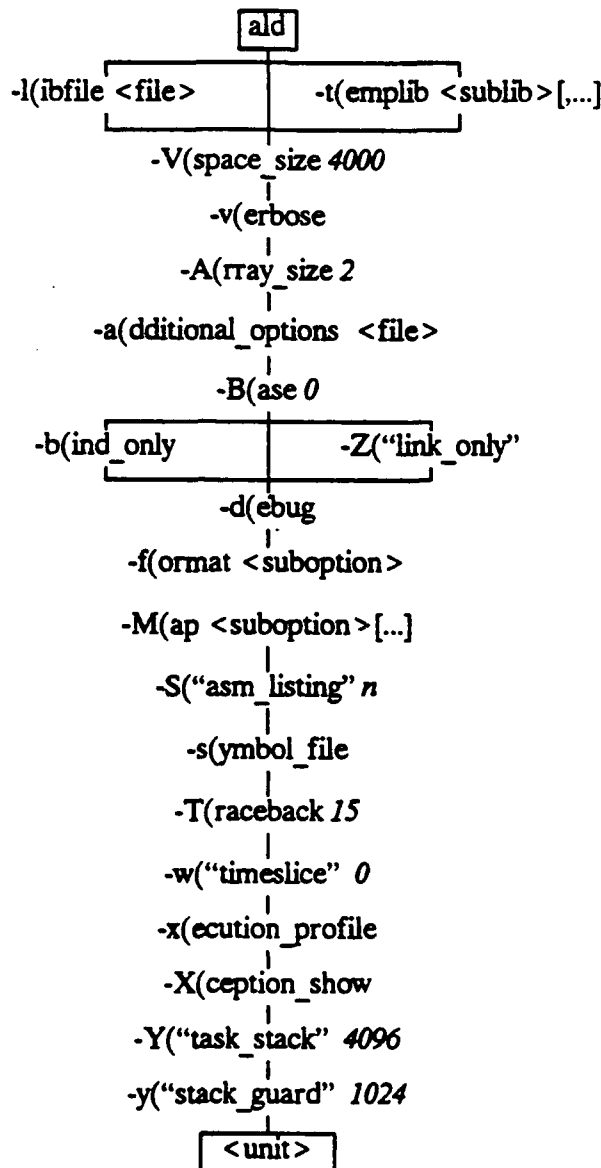 ald
-l(ibfile <file> -t(emplib <sublib>[,...]
-V(space_size 4000
-v(erbose
-A(rray_size 2
-a(dditional_options <file>
-B(ase 0
-b(ind_only -Z(“link_only”
-d(ebug
-f(ormat <suboption>
-M(ap <suboption>[...]
-S(“asm_listing” n
-s(ymbol_file
-T(raceback 15
-w(“timeslice” 0
-x(ecution_profile
-X(ception_show
-Y(“task_stack” 4096
-y(“stack_guard” 1024
<unit>